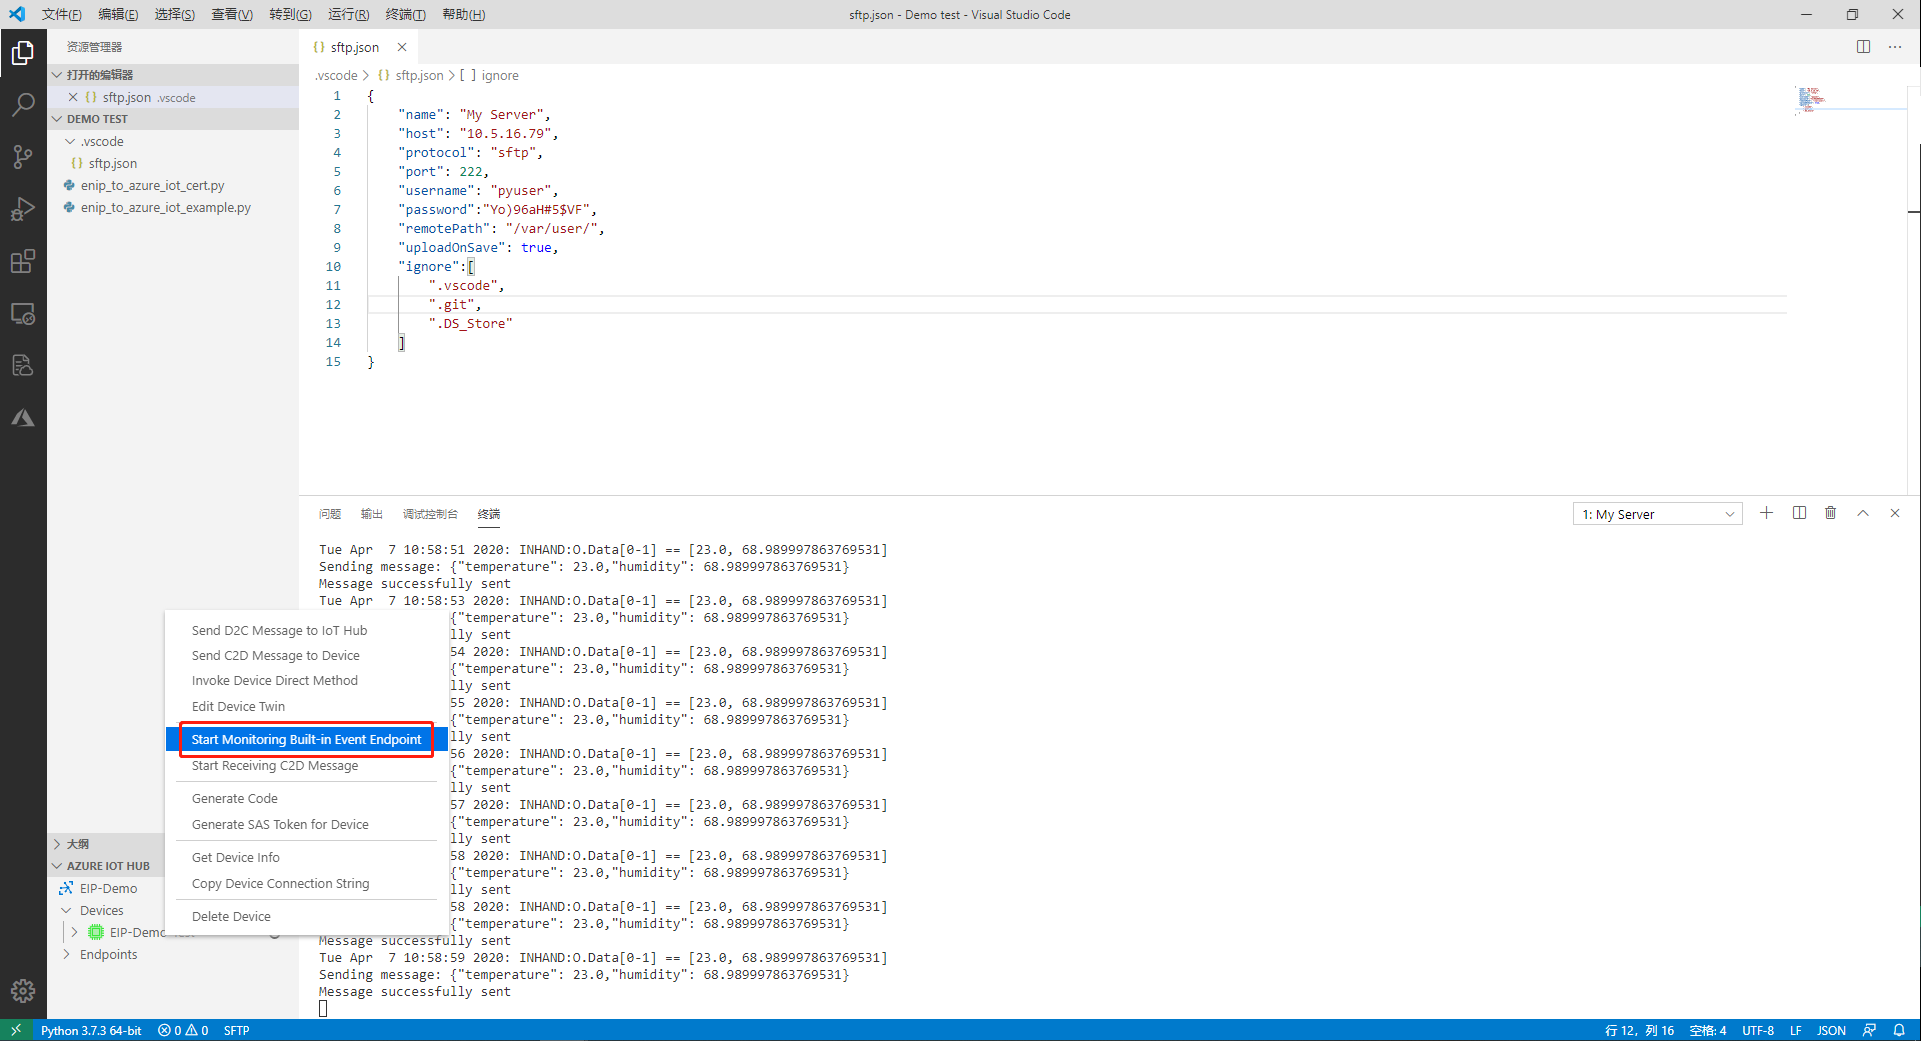 文件(F) 编辑(E) 选择(S) 查看(V) 转到(G) 运行(R) 终端(T) 帮助(H)
sftp.json - Demo test - Visual Studio Code
资源管理器
打开的编辑器
sftp.json .vscode
DEMO TEST
.vscode
{} sftp.json
enip_to_azure_iot_cert.py
enip_to_azure_iot_example.py
{} sftp.json
.vscode > {} sftp.json > [ ] ignore
1 {
2 "name": "My Server",
3 "host": "10.5.16.79",
4 "protocol": "sftp",
5 "port": 222,
6 "username": "pyuser",
7 "password":"Yo)96aH#5$VF",
8 "remotePath": "/var/user/",
9 "uploadOnSave": true,
10 "ignore":[
11 ".vscode",
12 ".git",
13 ".DS_Store"
14 ]
15 }
问题 输出 调试控制台 终端
1: My Server
Tue Apr  7 10:58:51 2020: INHAND:O.Data[0-1] == [23.0, 68.989997863769531]
Sending message: {"temperature": 23.0,"humidity": 68.989997863769531}
Message successfully sent
Tue Apr  7 10:58:53 2020: INHAND:O.Data[0-1] == [23.0, 68.989997863769531]
{"temperature": 23.0,"humidity": 68.989997863769531}
lly sent
54 2020: INHAND:O.Data[0-1] == [23.0, 68.989997863769531]
{"temperature": 23.0,"humidity": 68.989997863769531}
lly sent
55 2020: INHAND:O.Data[0-1] == [23.0, 68.989997863769531]
{"temperature": 23.0,"humidity": 68.989997863769531}
lly sent
56 2020: INHAND:O.Data[0-1] == [23.0, 68.989997863769531]
{"temperature": 23.0,"humidity": 68.989997863769531}
lly sent
57 2020: INHAND:O.Data[0-1] == [23.0, 68.989997863769531]
{"temperature": 23.0,"humidity": 68.989997863769531}
lly sent
58 2020: INHAND:O.Data[0-1] == [23.0, 68.989997863769531]
{"temperature": 23.0,"humidity": 68.989997863769531}
lly sent
58 2020: INHAND:O.Data[0-1] == [23.0, 68.989997863769531]
{"temperature": 23.0,"humidity": 68.989997863769531}
Message successfully sent
Tue Apr  7 10:58:59 2020: INHAND:O.Data[0-1] == [23.0, 68.989997863769531]
Sending message: {"temperature": 23.0,"humidity": 68.989997863769531}
Message successfully sent
Send D2C Message to IoT Hub
Send C2D Message to Device
Invoke Device Direct Method
Edit Device Twin
Start Monitoring Built-in Event Endpoint
Start Receiving C2D Message
Generate Code
Generate SAS Token for Device
Get Device Info
Copy Device Connection String
Delete Device
大纲
AZURE IOT HUB
EIP-Demo
Devices
EIP-Demo
Endpoints
Python 3.7.3 64-bit 0 0 SFTP
行 12，列 16 空格: 4 UTF-8 LF JSON